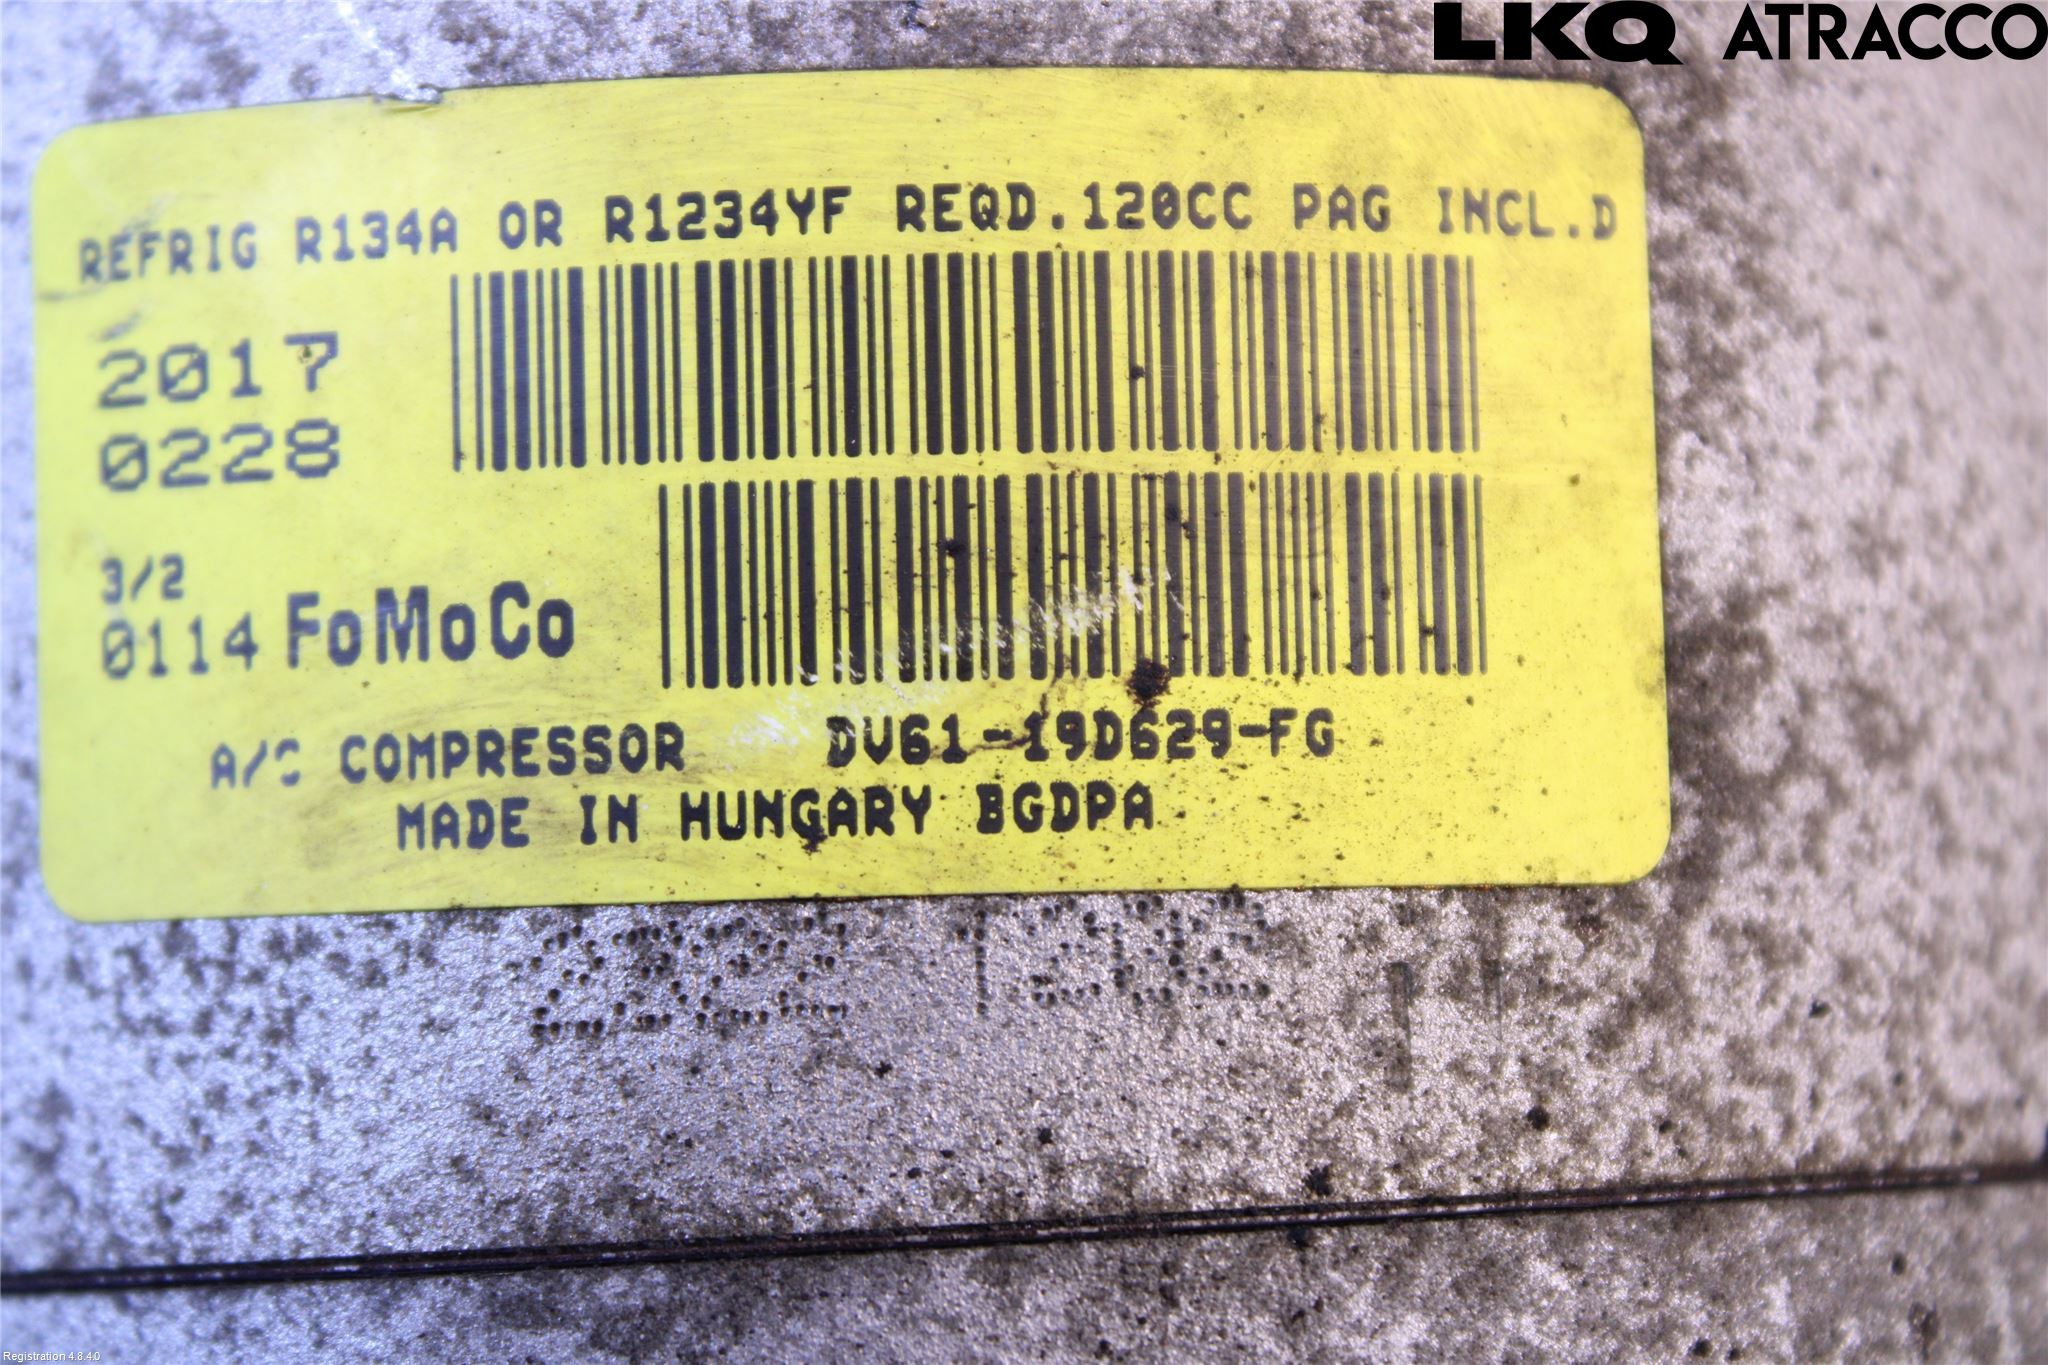 LKQ ATRACCO
REFRIG R134A OR R1234YF REQD.120CC PAG INCL.D
2017
0228
3/2
0114 FoMoCo
A/C COMPRESSOR DV61-19D629-FG
MADE IN HUNGARY BGDPA
Registration 4.8.4.0